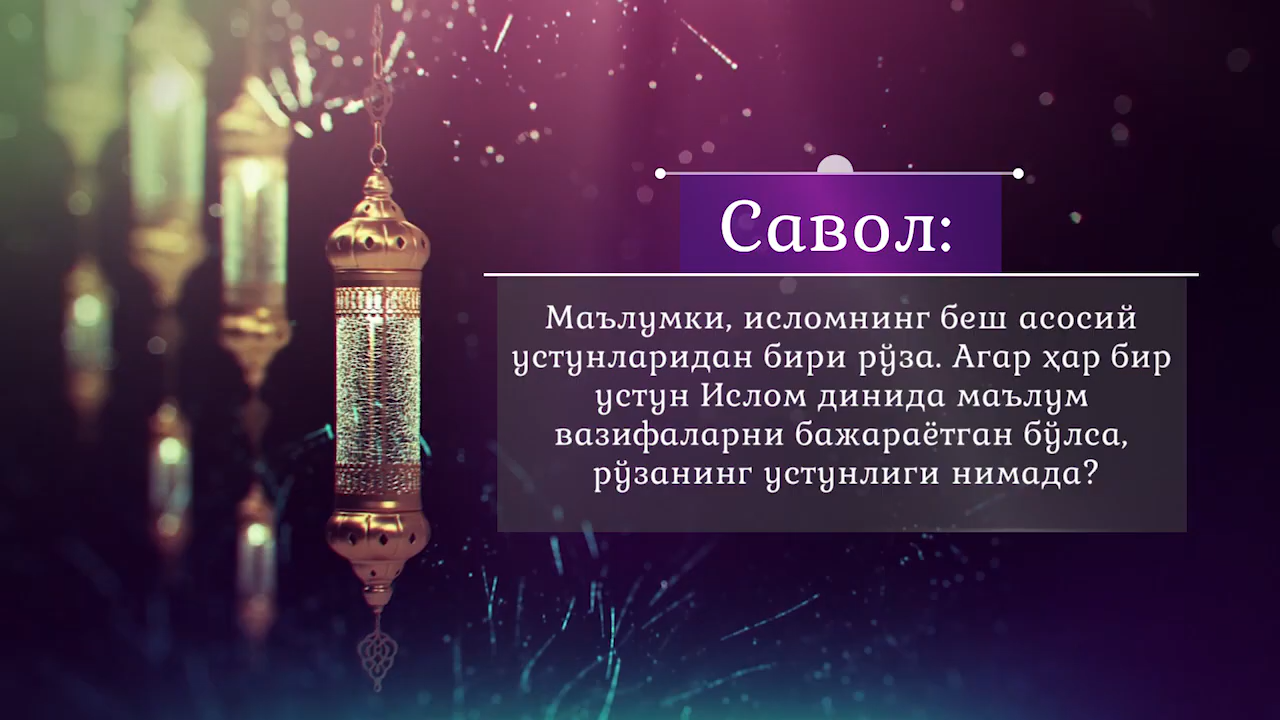 Савол:
Маълумки, исломнинг беш асосий
устунларидан бири рўза. Агар ҳар бир
устун Ислом динида маълум
вазифаларни бажараётган бўлса,
рўзанинг устунлиги нимада?